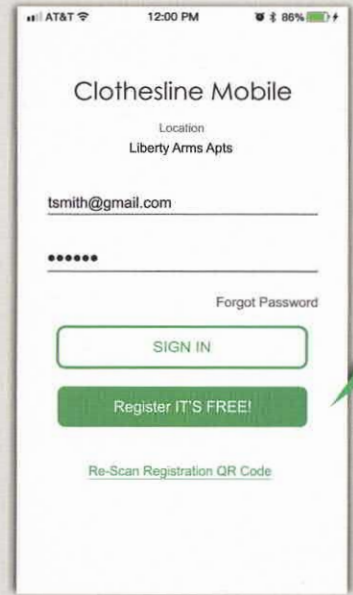 AT&T 12:00 PM 86%
Clothesline Mobile
Location
Liberty Arms Apts
tsmith@gmail.com
••••••
Forgot Password
SIGN IN
Register IT'S FREE!
Re-Scan Registration QR Code